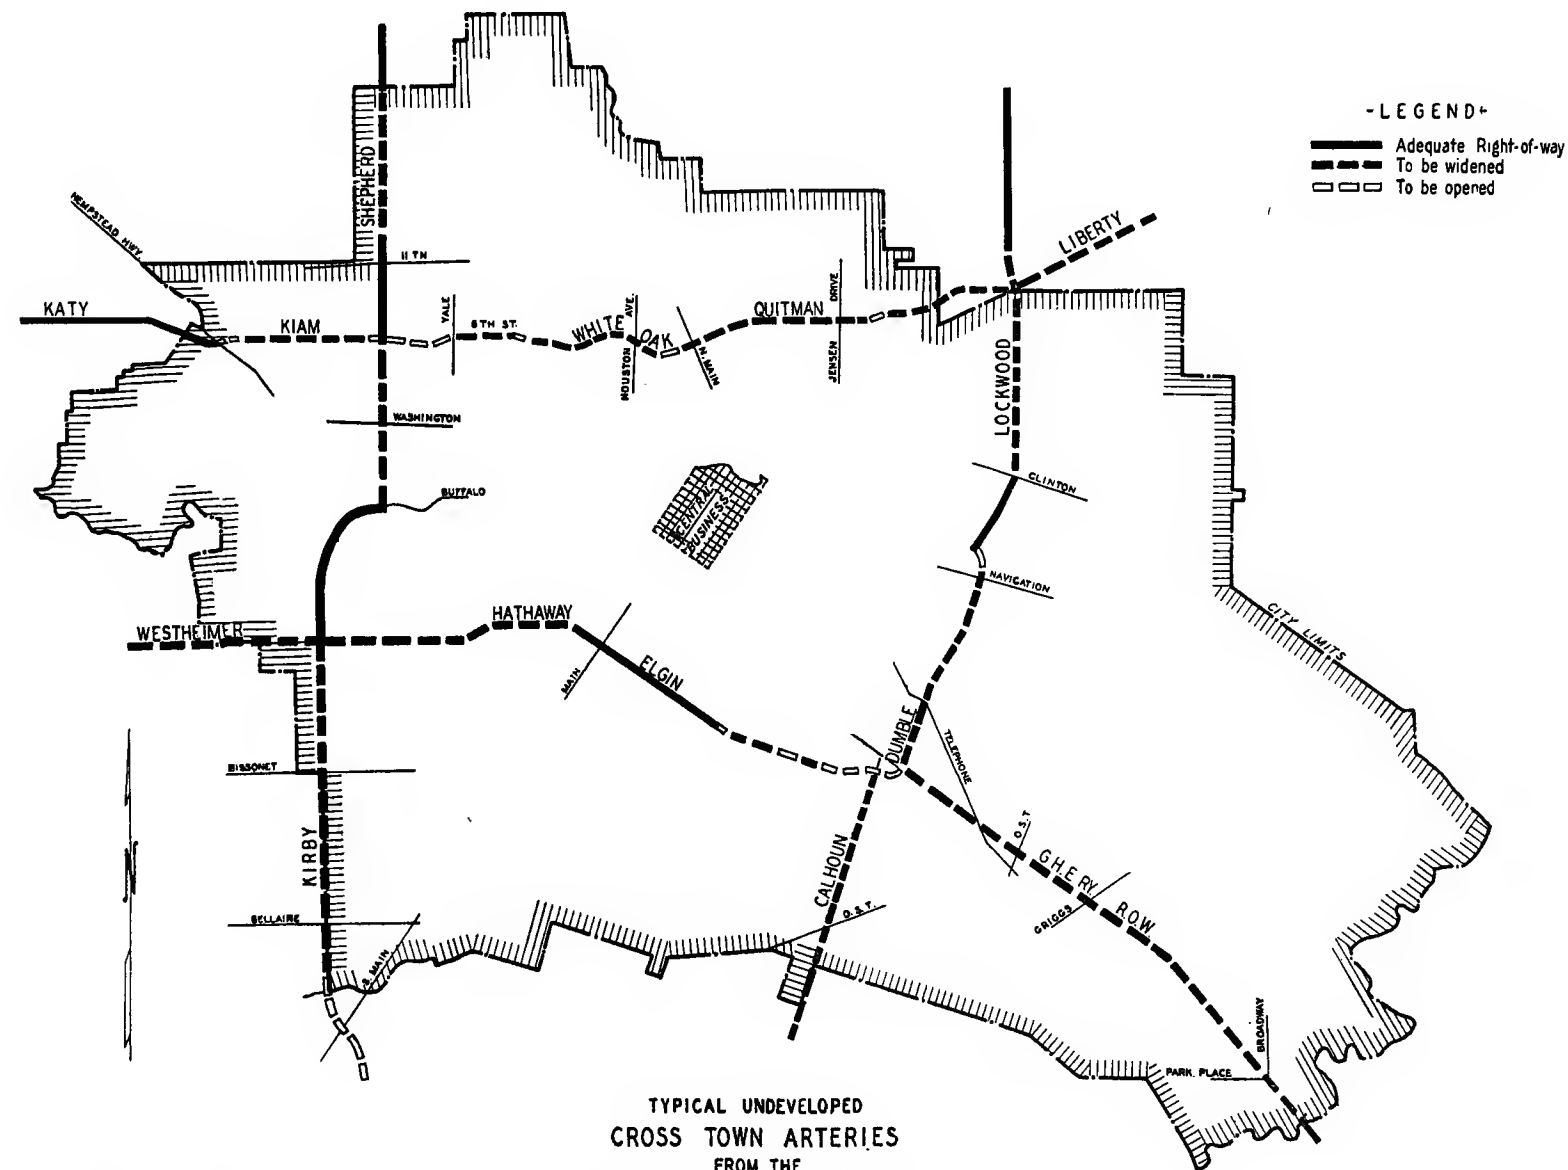 -LEGEND-
Adequate Right-of-way
To be widened
To be opened
SHEPHERD
HEMPSTEAD HWY.
11 TH
LIBERTY
KATY
KIAM
YALE
6TH ST.
WHITE OAK
HOUSTON AVE.
N. MAIN
QUITMAN
JENSEN DRIVE
LOCKWOOD
WASHINGTON
BUFFALO
CENTRAL
BUSINESS
CLINTON
NAVIGATION
CITY LIMITS
WESTHEIMER
HATHAWAY
MAIN
ELGIN
DUMBLE
TELEPHONE
BISSONET
KIRBY
CALHOUN
O.S.T
G.H.E RY. R.O.W
GRIGGS
BELLAIRE
S. MAIN
O.S.T.
N
BROADWAY
PARK. PLACE
TYPICAL UNDEVELOPED
CROSS TOWN ARTERIES
FROM THE